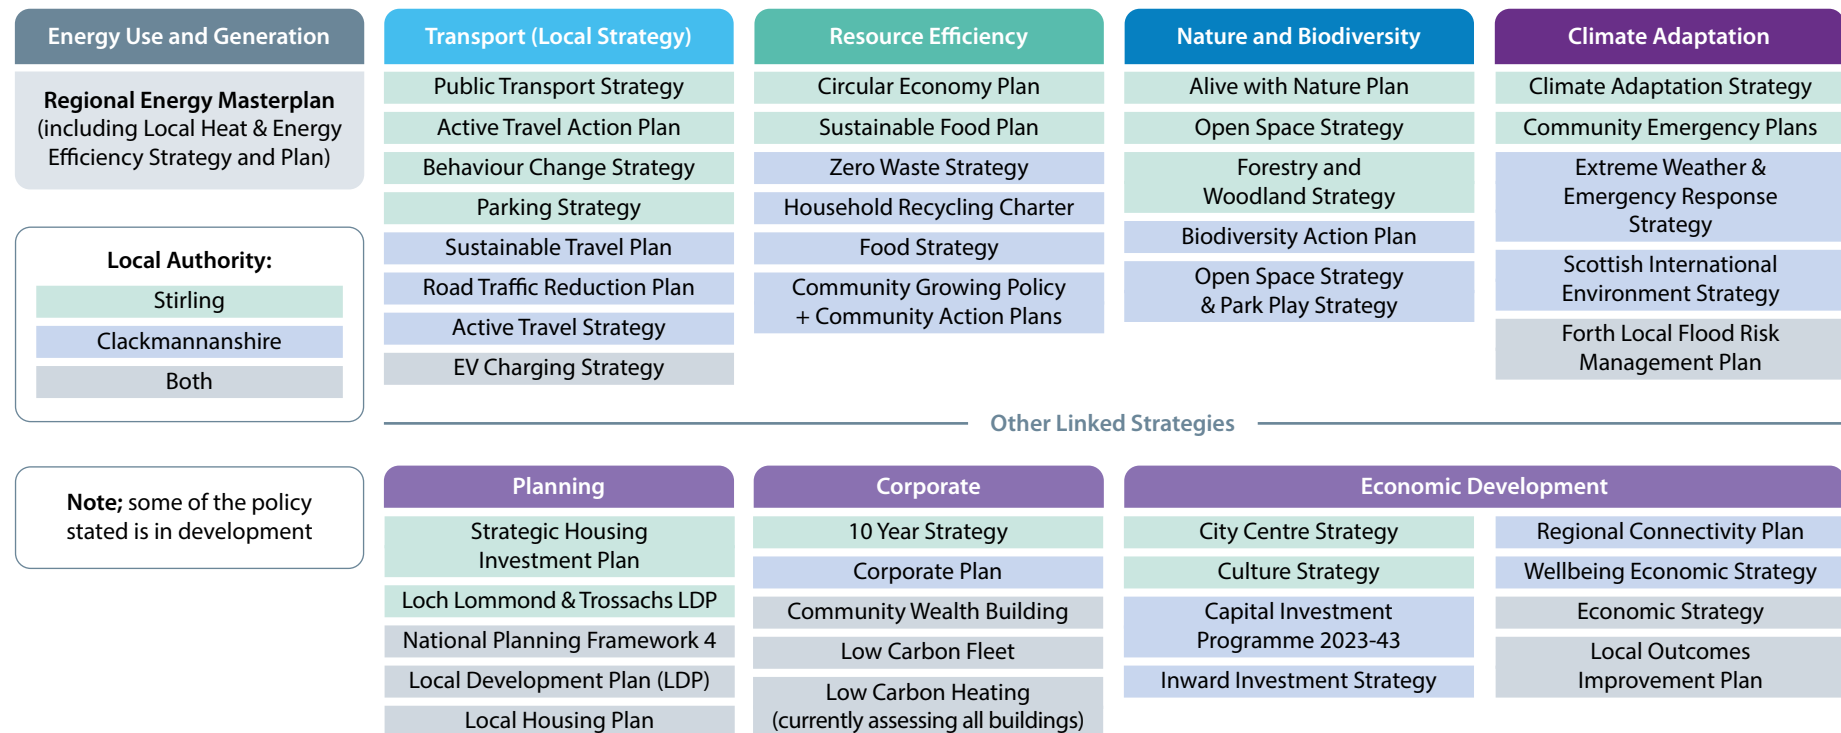 Energy Use and Generation
Regional Energy Masterplan
(including Local Heat & Energy
Efficiency Strategy and Plan)
Local Authority:
Stirling
Clackmannanshire
Both
Note; some of the policy
stated is in development
Transport (Local Strategy)
Public Transport Strategy
Active Travel Action Plan
Behaviour Change Strategy
Parking Strategy
Sustainable Travel Plan
Road Traffic Reduction Plan
Active Travel Strategy
EV Charging Strategy
Resource Efficiency
Circular Economy Plan
Sustainable Food Plan
Zero Waste Strategy
Household Recycling Charter
Food Strategy
Community Growing Policy
+ Community Action Plans
Nature and Biodiversity
Alive with Nature Plan
Open Space Strategy
Forestry and
Woodland Strategy
Biodiversity Action Plan
Open Space Strategy
& Park Play Strategy
Climate Adaptation
Climate Adaptation Strategy
Community Emergency Plans
Extreme Weather &
Emergency Response
Strategy
Scottish International
Environment Strategy
Forth Local Flood Risk
Management Plan
Other Linked Strategies
Planning
Strategic Housing
Investment Plan
Loch Lommond & Trossachs LDP
National Planning Framework 4
Local Development Plan (LDP)
Local Housing Plan
Corporate
10 Year Strategy
Corporate Plan
Community Wealth Building
Low Carbon Fleet
Low Carbon Heating
(currently assessing all buildings)
Economic Development
City Centre Strategy
Culture Strategy
Capital Investment
Programme 2023-43
Inward Investment Strategy
Regional Connectivity Plan
Wellbeing Economic Strategy
Economic Strategy
Local Outcomes
Improvement Plan